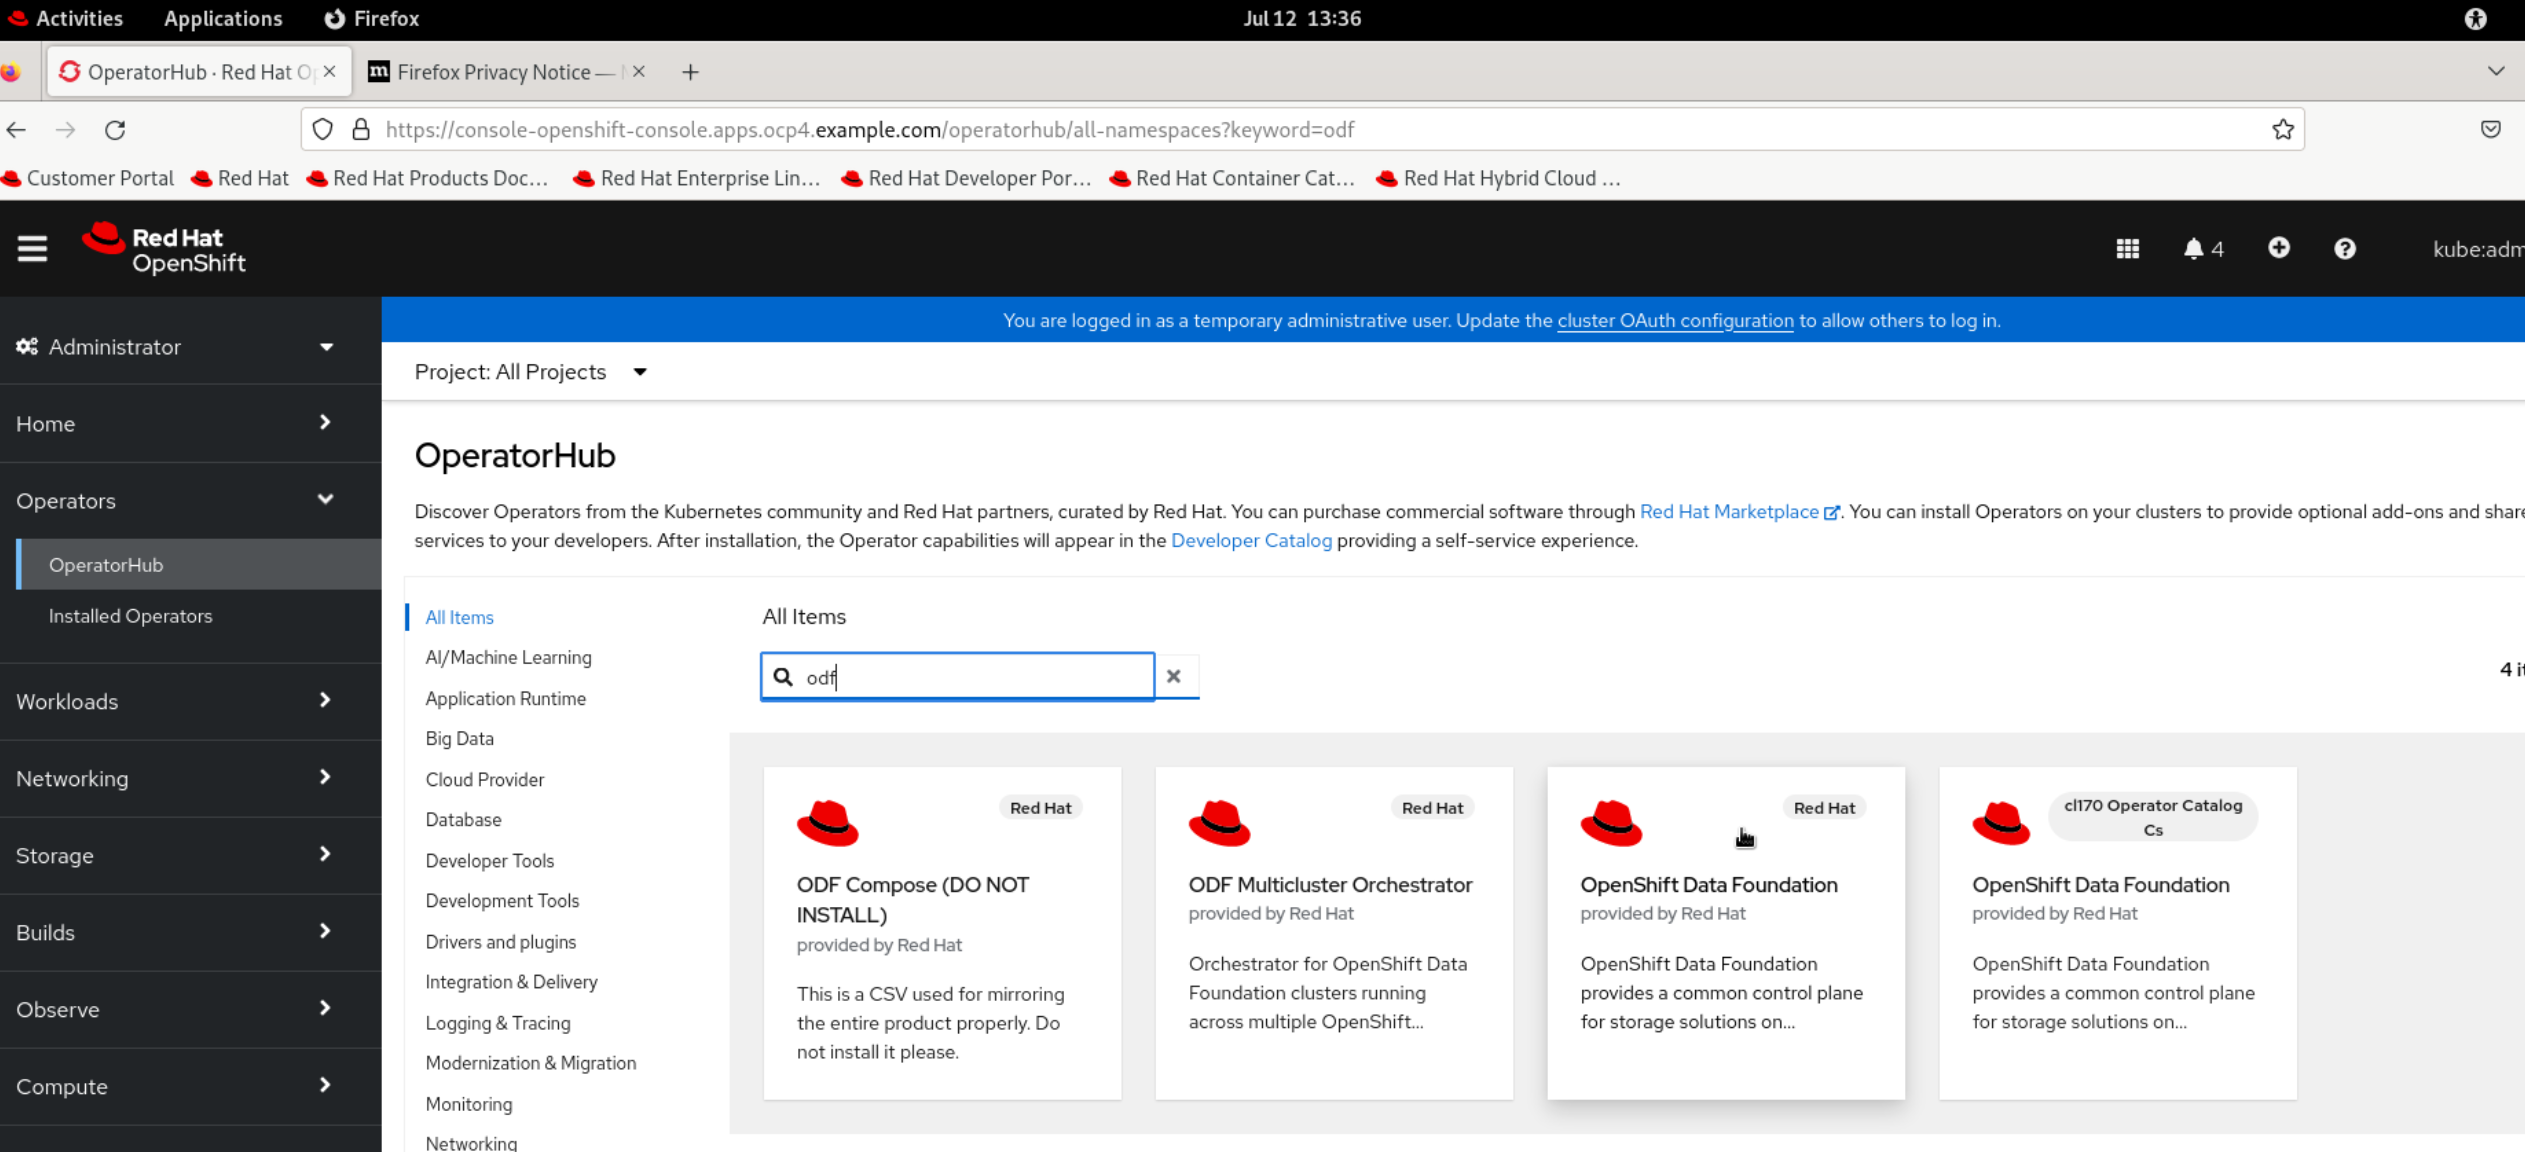 Activities Applications Firefox Jul 12 13:36
OperatorHub · Red Hat Op Firefox Privacy Notice —
https://console-openshift-console.apps.ocp4.example.com/operatorhub/all-namespaces?keyword=odf
Customer Portal Red Hat Red Hat Products Doc... Red Hat Enterprise Lin... Red Hat Developer Por... Red Hat Container Cat... Red Hat Hybrid Cloud ...
Red Hat
OpenShift
4
kube:adm
You are logged in as a temporary administrative user. Update the cluster OAuth configuration to allow others to log in.
Administrator
Home
Operators
OperatorHub
Installed Operators
Workloads
Networking
Storage
Builds
Observe
Compute
Project: All Projects
OperatorHub
Discover Operators from the Kubernetes community and Red Hat partners, curated by Red Hat. You can purchase commercial software through Red Hat Marketplace. You can install Operators on your clusters to provide optional add-ons and share
services to your developers. After installation, the Operator capabilities will appear in the Developer Catalog providing a self-service experience.
All Items
AI/Machine Learning
Application Runtime
Big Data
Cloud Provider
Database
Developer Tools
Development Tools
Drivers and plugins
Integration & Delivery
Logging & Tracing
Modernization & Migration
Monitoring
Networking
All Items
odf
4 it
Red Hat
ODF Compose (DO NOT
INSTALL)
provided by Red Hat
This is a CSV used for mirroring
the entire product properly. Do
not install it please.
Red Hat
ODF Multicluster Orchestrator
provided by Red Hat
Orchestrator for OpenShift Data
Foundation clusters running
across multiple OpenShift...
Red Hat
OpenShift Data Foundation
provided by Red Hat
OpenShift Data Foundation
provides a common control plane
for storage solutions on...
cl170 Operator Catalog
Cs
OpenShift Data Foundation
provided by Red Hat
OpenShift Data Foundation
provides a common control plane
for storage solutions on...